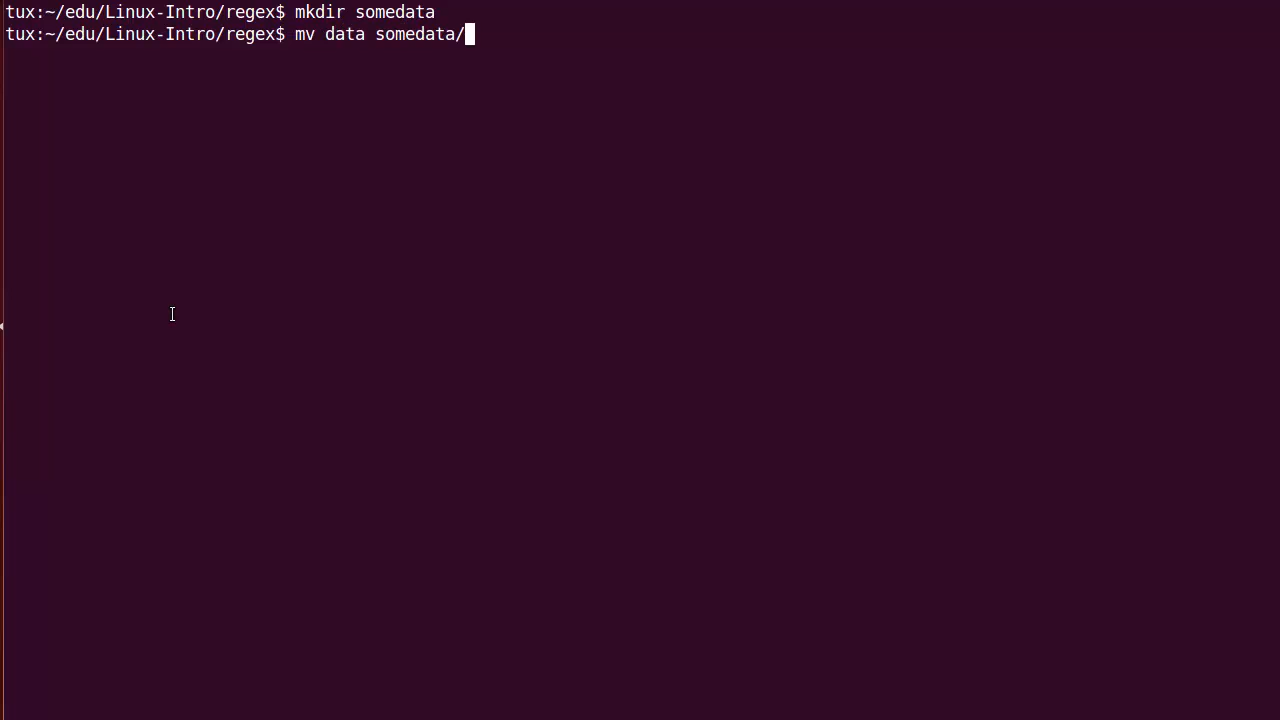 tux:~/edu/Linux-Intro/regex$ mkdir somedata
tux:~/edu/Linux-Intro/regex$ mv data somedata/